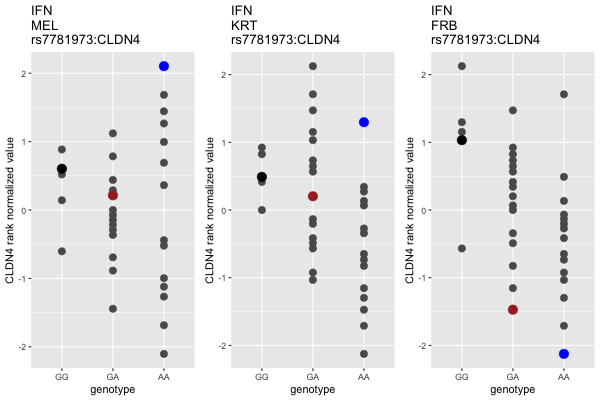 IFN
MEL
rs7781973:CLDN4
CLDN4 rank normalized value
2
1
0
-1
-2
GG
GA
AA
genotype
IFN
KRT
rs7781973:CLDN4
CLDN4 rank normalized value
2
1
0
-1
-2
GG
GA
AA
genotype
IFN
FRB
rs7781973:CLDN4
CLDN4 rank normalized value
2
1
0
-1
-2
GG
GA
AA
genotype